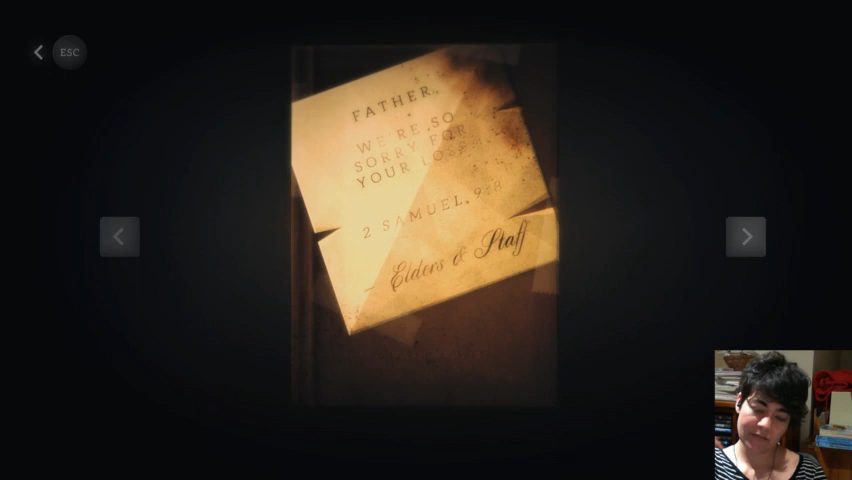 ESC
FATHER,
WE'RE SO
SORRY FOR
YOUR LOSS
2 SAMUEL. 9:8
- Elders & Staff